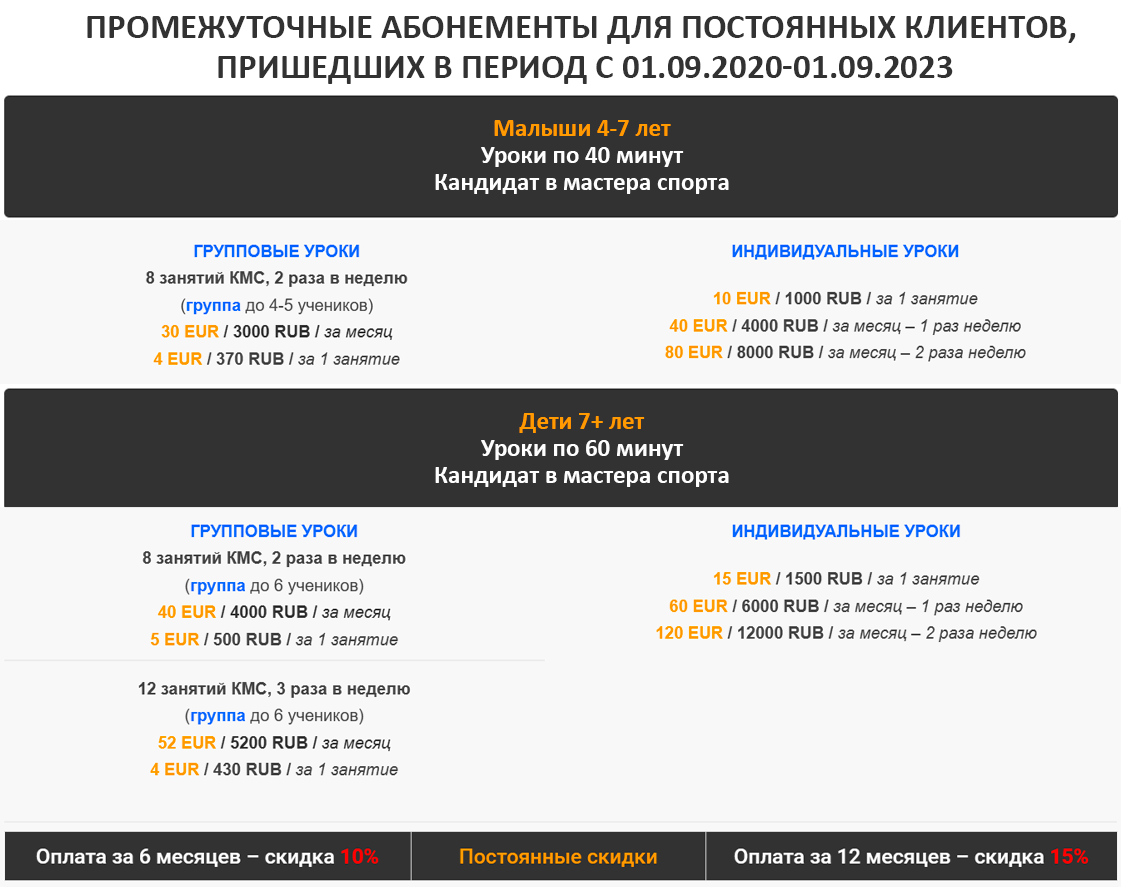 ПРОМЕЖУТОЧНЫЕ АБОНЕМЕНТЫ ДЛЯ ПОСТОЯННЫХ КЛИЕНТОВ,
ПРИШЕДШИХ В ПЕРИОД С 01.09.2020-01.09.2023
Малыши 4-7 лет
Уроки по 40 минут
Кандидат в мастера спорта
ГРУППОВЫЕ УРОКИ
8 занятий КМС, 2 раза в неделю
(группа до 4-5 учеников)
30 EUR / 3000 RUB / за месяц
4 EUR / 370 RUB / за 1 занятие
ИНДИВИДУАЛЬНЫЕ УРОКИ
10 EUR / 1000 RUB / за 1 занятие
40 EUR / 4000 RUB / за месяц – 1 раз неделю
80 EUR / 8000 RUB / за месяц – 2 раза неделю
Дети 7+ лет
Уроки по 60 минут
Кандидат в мастера спорта
ГРУППОВЫЕ УРОКИ
8 занятий КМС, 2 раза в неделю
(группа до 6 учеников)
40 EUR / 4000 RUB / за месяц
5 EUR / 500 RUB / за 1 занятие
12 занятий КМС, 3 раза в неделю
(группа до 6 учеников)
52 EUR / 5200 RUB / за месяц
4 EUR / 430 RUB / за 1 занятие
ИНДИВИДУАЛЬНЫЕ УРОКИ
15 EUR / 1500 RUB / за 1 занятие
60 EUR / 6000 RUB / за месяц – 1 раз неделю
120 EUR / 12000 RUB / за месяц – 2 раза неделю
Оплата за 6 месяцев – скидка 10%
Постоянные скидки
Оплата за 12 месяцев – скидка 15%